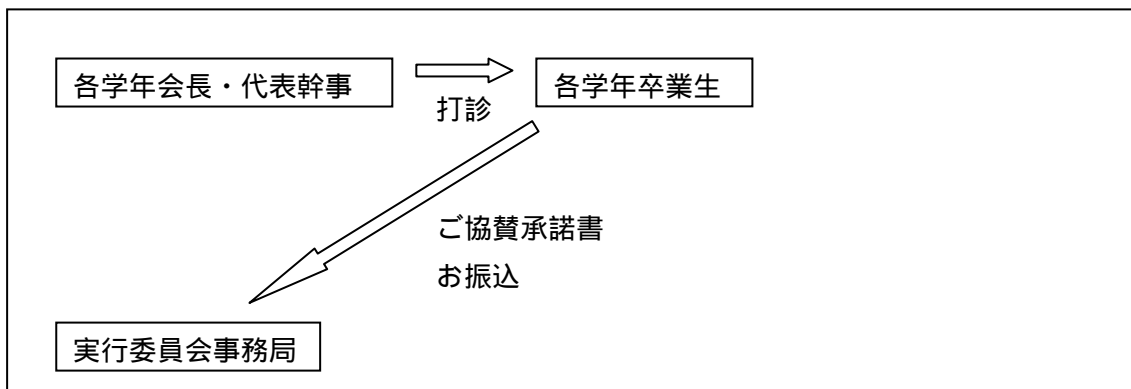 各学年会長・代表幹事
打診
各学年卒業生
ご協賛承諾書
お振込
実行委員会事務局